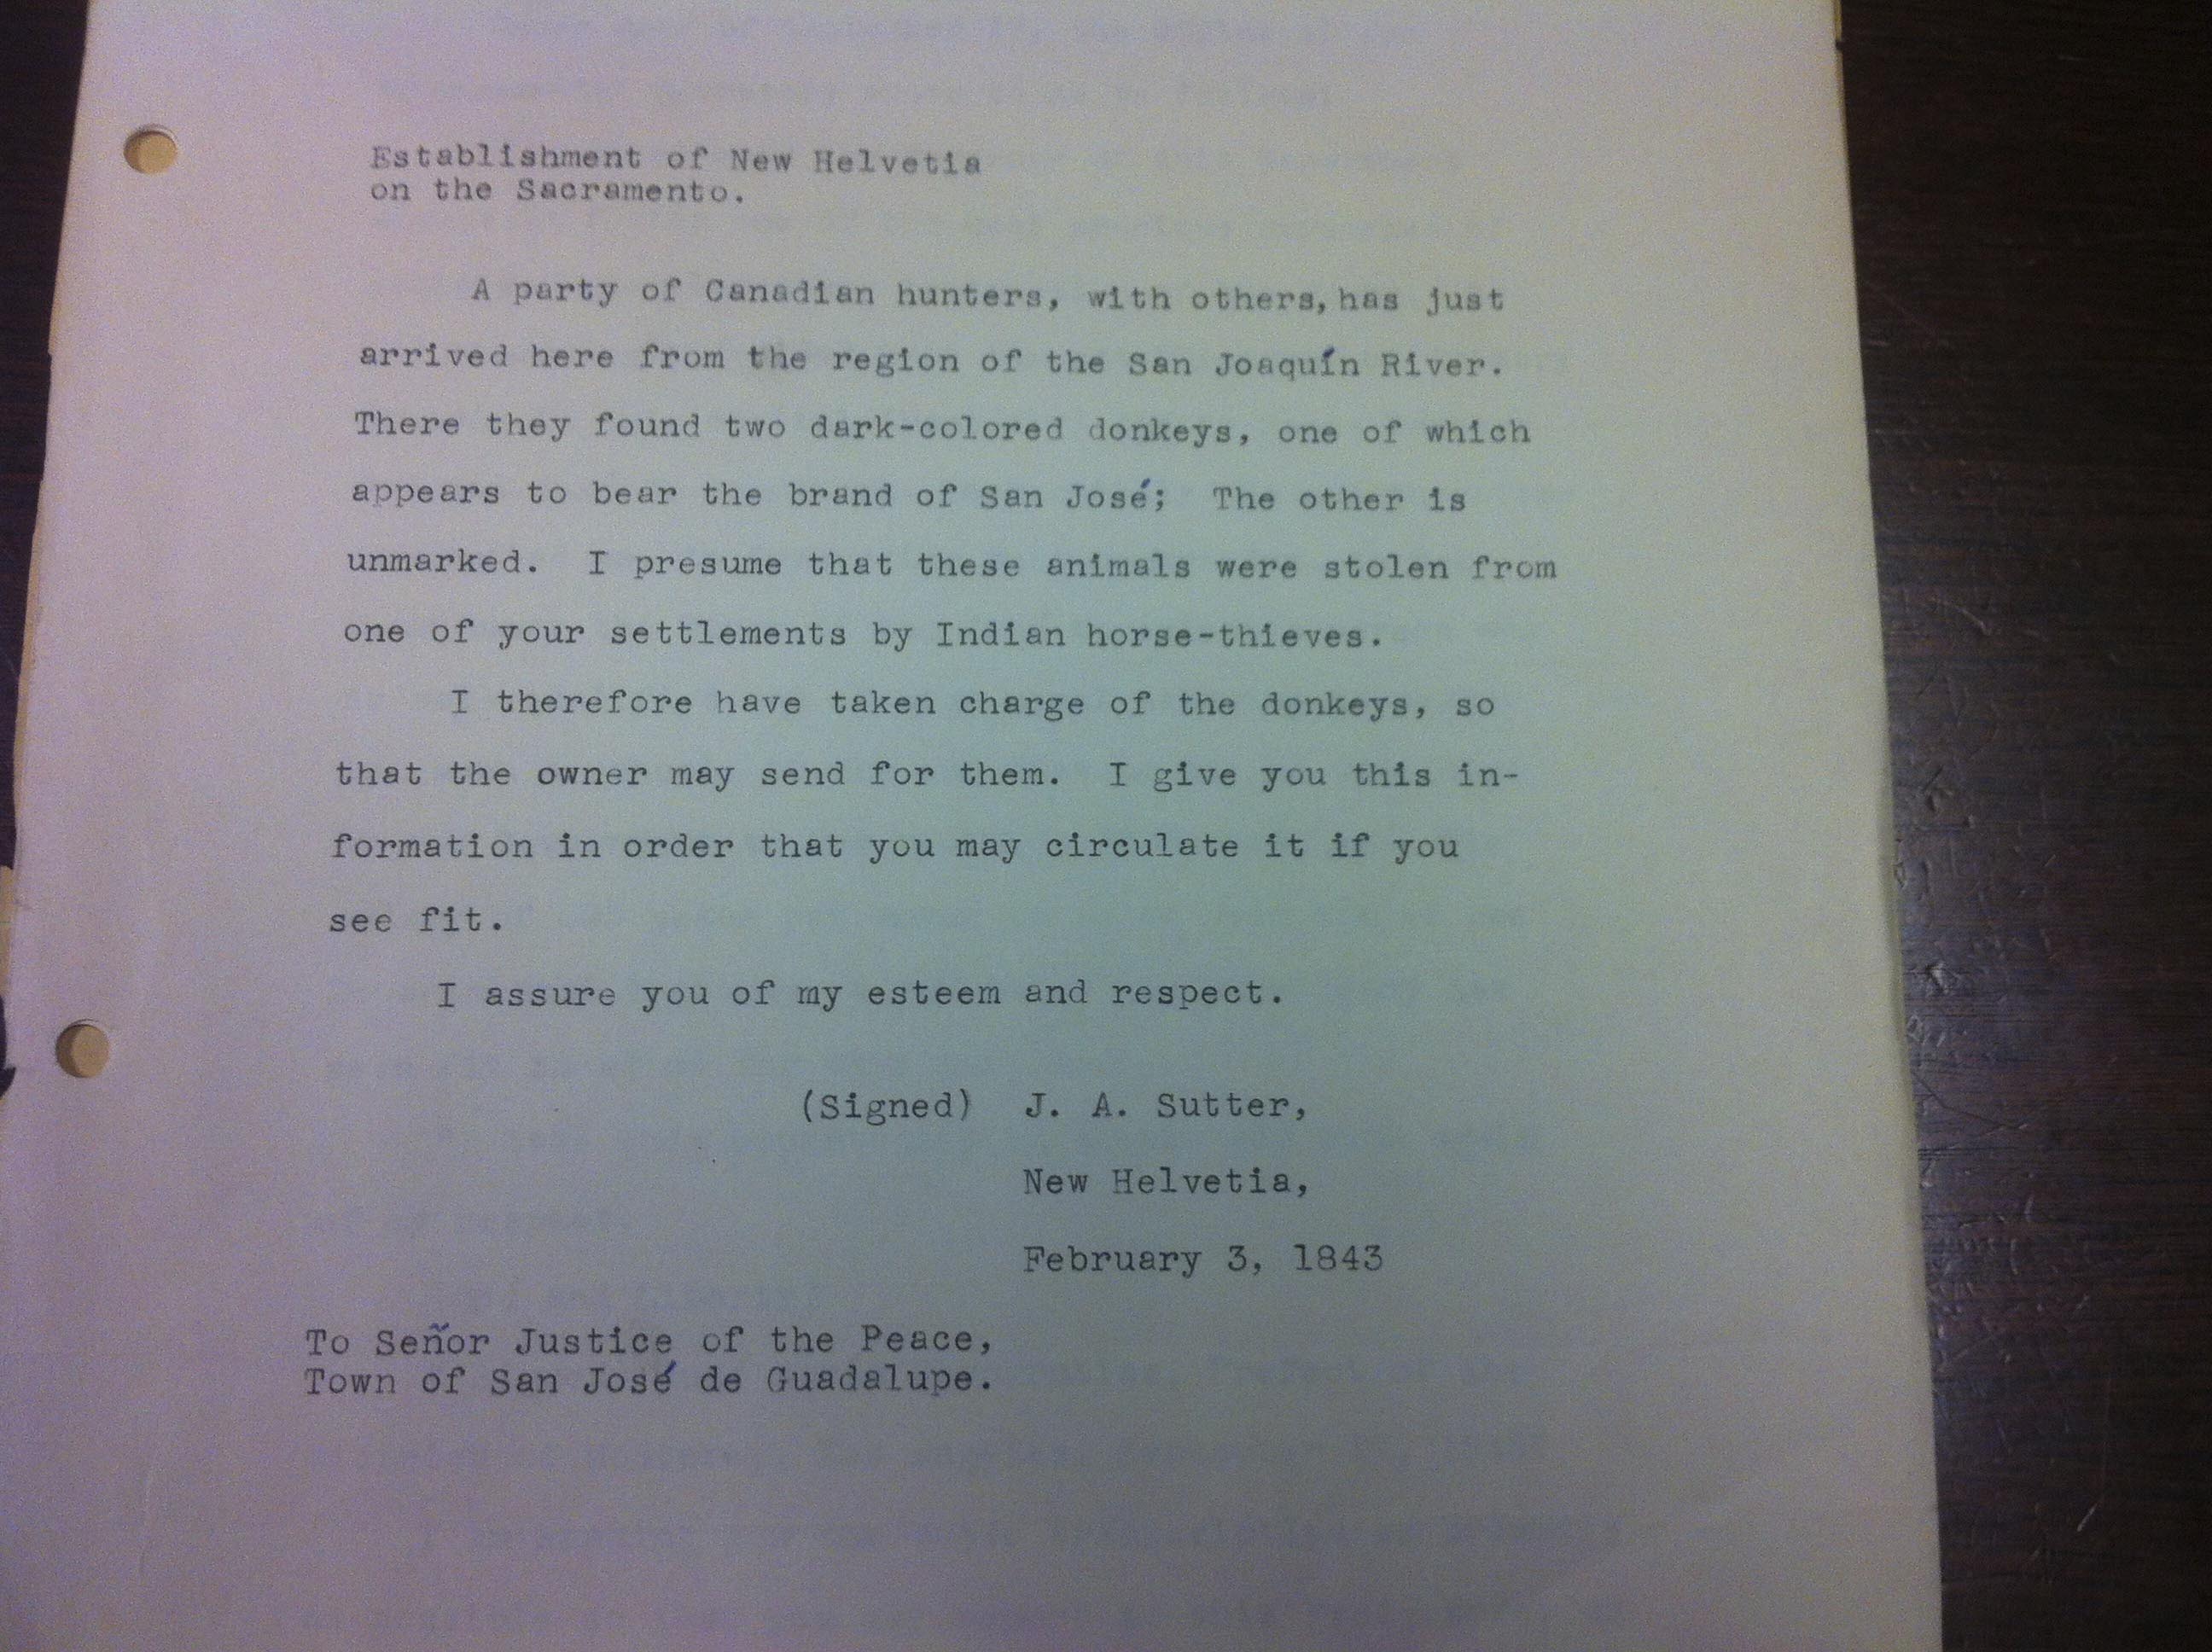 Establishment of New Helvetia
on the Sacramento.
A party of Canadian hunters, with others, has just
arrived here from the region of the San Joaquín River.
There they found two dark-colored donkeys, one of which
appears to bear the brand of San José; The other is
unmarked. I presume that these animals were stolen from
one of your settlements by Indian horse-thieves.
I therefore have taken charge of the donkeys, so
that the owner may send for them. I give you this in-
formation in order that you may circulate it if you
see fit.
I assure you of my esteem and respect.
(Signed) J. A. Sutter,
New Helvetia,
February 3, 1843
To Señor Justice of the Peace,
Town of San José de Guadalupe.